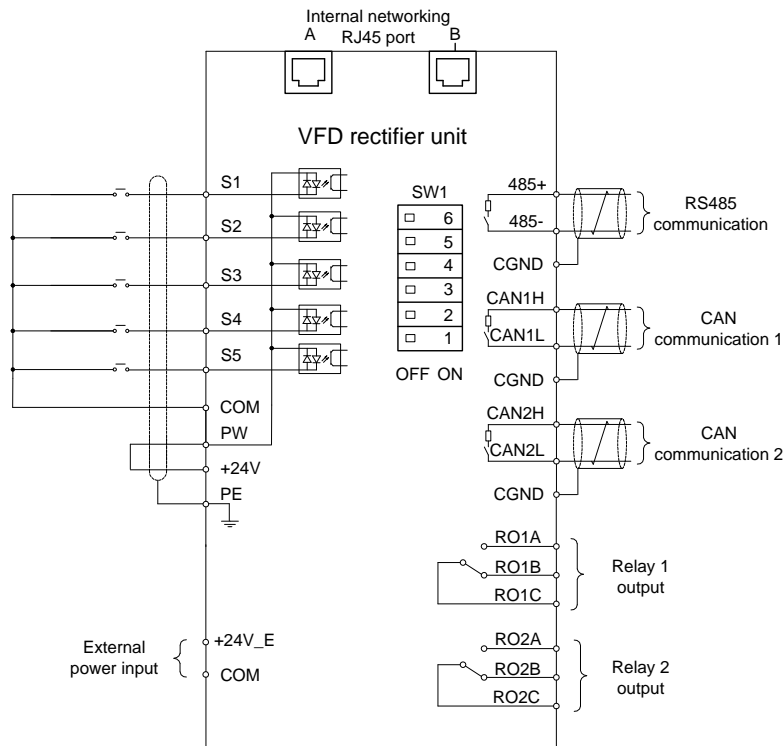 Internal networking
RJ45 port
A
B
VFD rectifier unit
S1
S2
S3
S4
S5
COM
PW
+24V
PE
External
power input
+24V_E
COM
SW1
6
5
4
3
2
1
OFF ON
485+
485-
CGND
RS485
communication
CAN1H
CAN1L
CGND
CAN
communication 1
CAN2H
CAN2L
CGND
CAN
communication 2
RO1A
RO1B
RO1C
Relay 1
output
RO2A
RO2B
RO2C
Relay 2
output